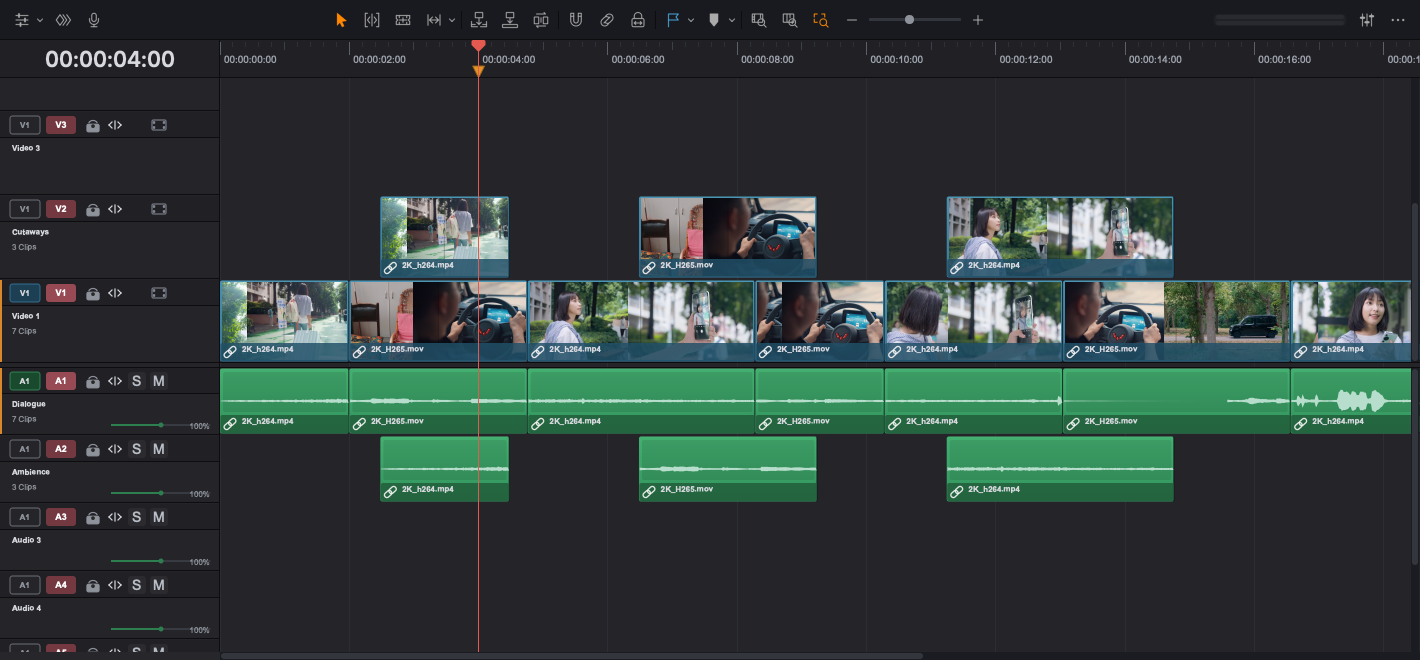 00:00:04:00
00:00:00:00 00:00:02:00 00:00:04:00 00:00:06:00 00:00:08:00 00:00:10:00 00:00:12:00 00:00:14:00 00:00:16:00
V1 V3
Video 3
V1 V2
Cutaways
3 Clips
2K_h264.mp4 2K_H265.mov 2K_h264.mp4
V1 V1
Video 1
7 Clips
2K_h264.mp4 2K_H265.mov 2K_h264.mp4 2K_H265.mov 2K_h264.mp4 2K_H265.mov 2K_h264.mp4
A1 A1 S M
Dialogue
7 Clips
100%
2K_h264.mp4 2K_H265.mov 2K_h264.mp4 2K_H265.mov 2K_h264.mp4 2K_H265.mov 2K_h264.mp4
A1 A2 S M
Ambience
3 Clips
100%
2K_h264.mp4 2K_H265.mov 2K_h264.mp4
A1 A3 S M
Audio 3
100%
A1 A4 S M
Audio 4
100%
A1 A5 S M